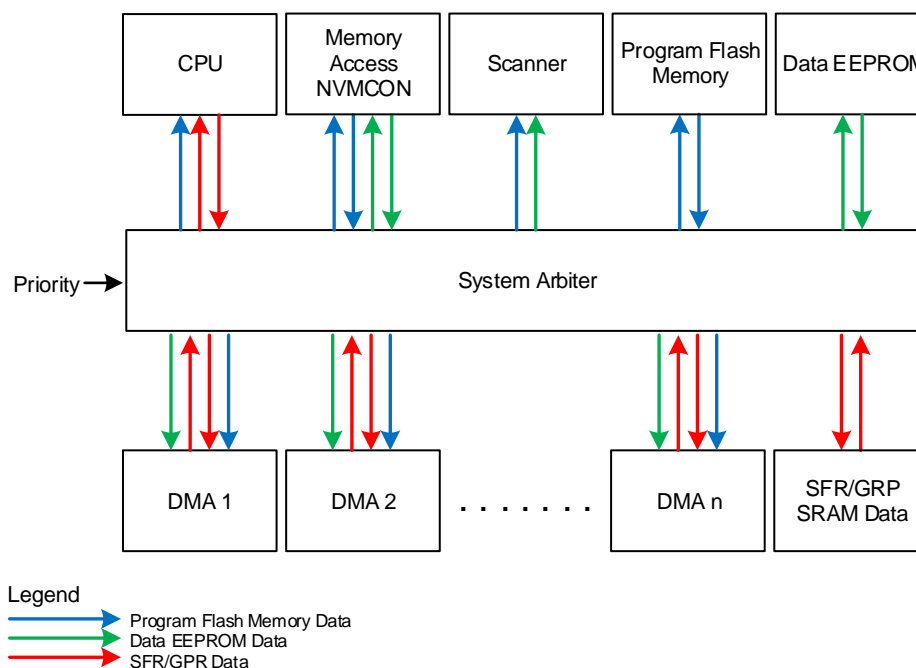 CPU
Memory
Access
NVMCON
Scanner
Program Flash
Memory
Data EEPROM
Priority
System Arbiter
DMA 1
DMA 2
. . . . . . .
DMA n
SFR/GRP
SRAM Data
Legend
Program Flash Memory Data
Data EEPROM Data
SFR/GPR Data